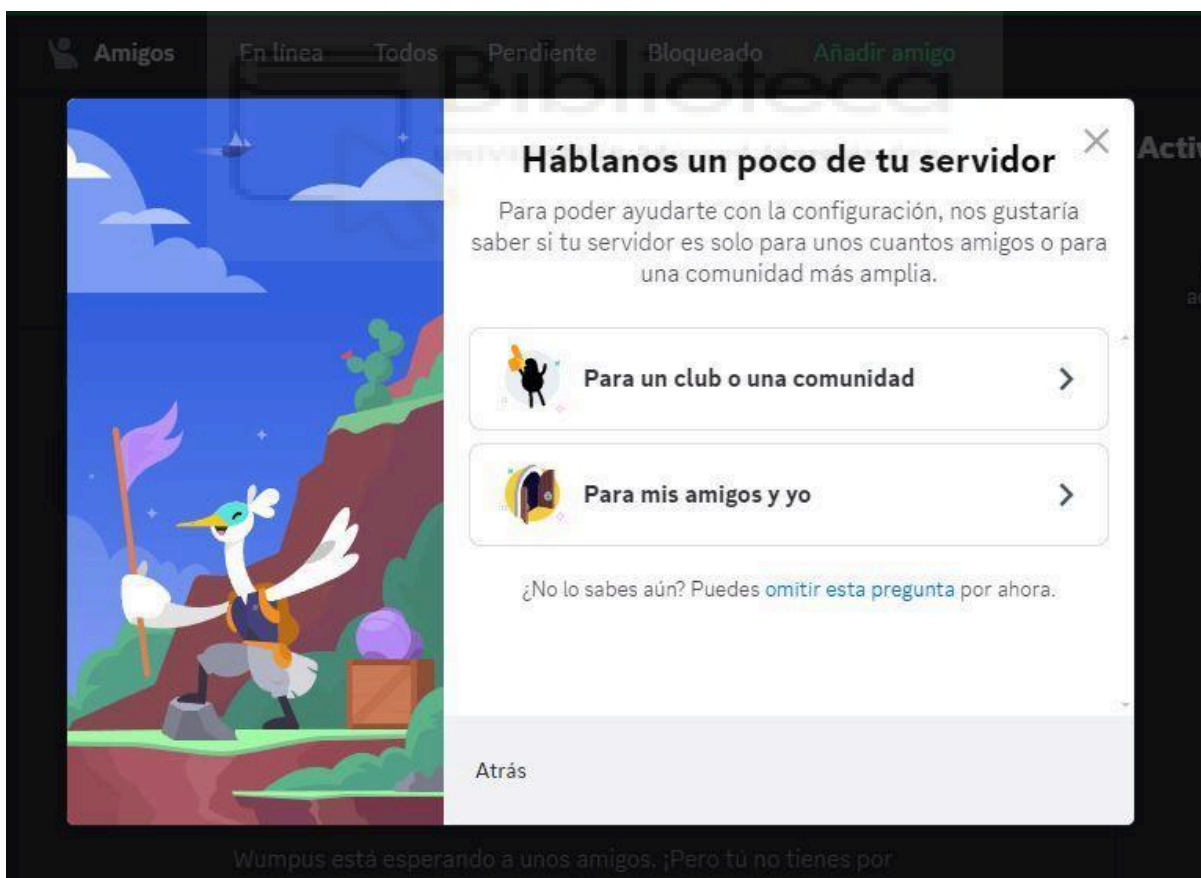 Amigos En línea Todos Pendiente Bloqueado Añadir amigo
Biblioteca
Háblanos un poco de tu servidor
Para poder ayudarte con la configuración, nos gustaría
saber si tu servidor es solo para unos cuantos amigos o para
una comunidad más amplia.
Para un club o una comunidad
Para mis amigos y yo
¿No lo sabes aún? Puedes omitir esta pregunta por ahora.
Atrás
Wumpus está esperando a unos amigos. ¡Pero tú no tienes por